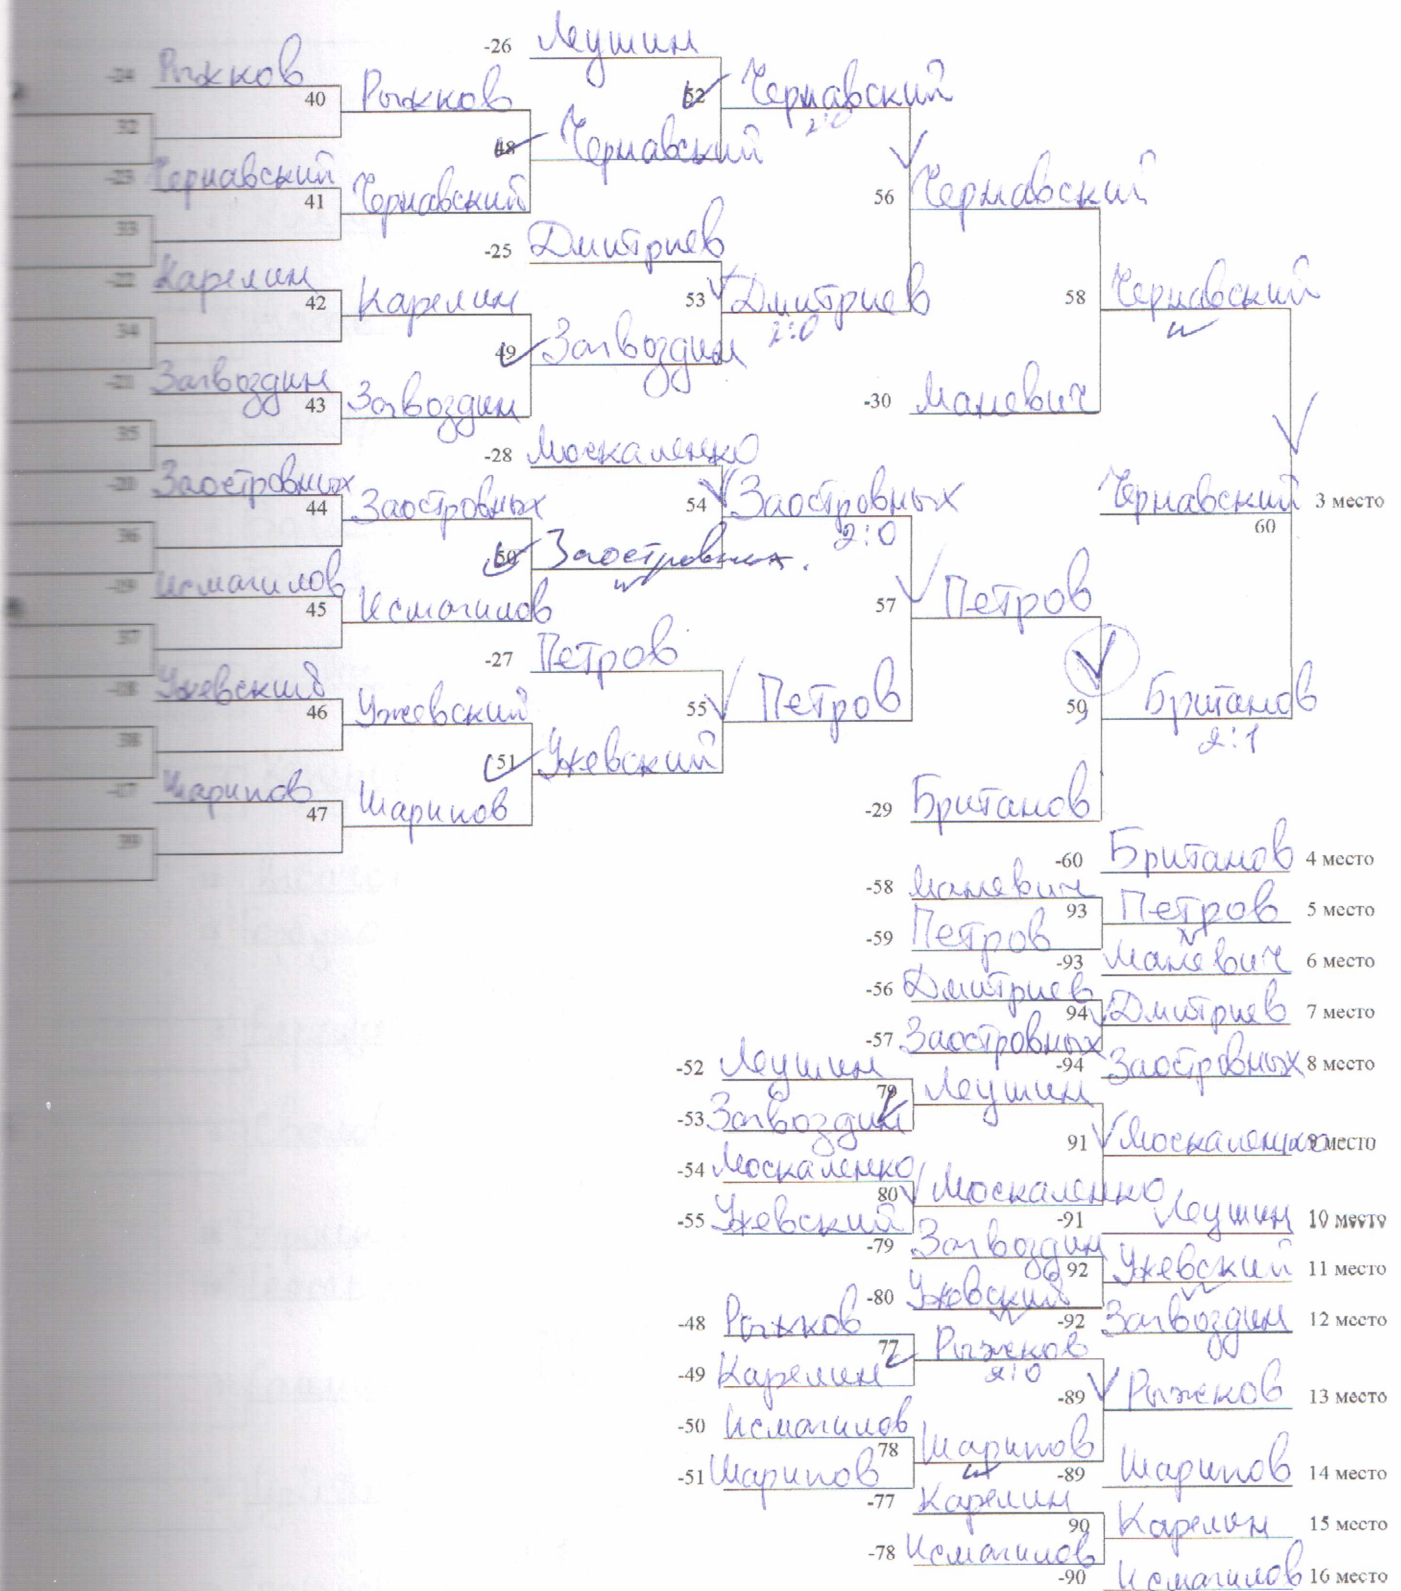 -26 Леушин
-24 Рыжков
40 Рыжков
52 Чернавский
2:0
32
48 Чернавский
-23 Чернавский
41 Чернавский
56 Чернавский
33
-25 Дмитриев
-22 Карелин
42 Карелин
53 Дмитриев
2:0
58 Чернавский
34
49 Загвоздин
-21 Загвоздин
43 Загвоздин
-30 Маневич
35
-28 Москаленко
-20 Заостровных
44 Заостровных
54 Заостровных
2:0
Чернавский 3 место
60
36
50 Заостровных.
-19 Исмагилов
45 Исмагилов
57 Петров
37
-27 Петров
-18 Ужевский
46 Ужевский
55 Петров
59 Британов
2:1
38
51 Ужевский
-17 Шарипов
47 Шарипов
-29 Британов
39
-60 Британов 4 место
-58 Маневич
93 Петров 5 место
-59 Петров
-93 Маневич 6 место
-56 Дмитриев
94 Дмитриев 7 место
-57 Заостровных
-94 Заостровных 8 место
-52 Леушин
79 Леушин
-53 Загвоздин
91 Москаленко 9 место
-54 Москаленко
80 Москаленко
-91 Леушин 10 место
-55 Ужевский
-79 Загвоздин
92 Ужевский 11 место
-80 Ужевский
-92 Загвоздин 12 место
-48 Рыжков
77 Рыжков
2:0
-49 Карелин
-89 Рыжков 13 место
-50 Исмагилов
78 Шарипов
-89 Шарипов 14 место
-51 Шарипов
-77 Карелин
90 Карелин 15 место
-78 Исмагилов
-90 Исмагилов 16 место